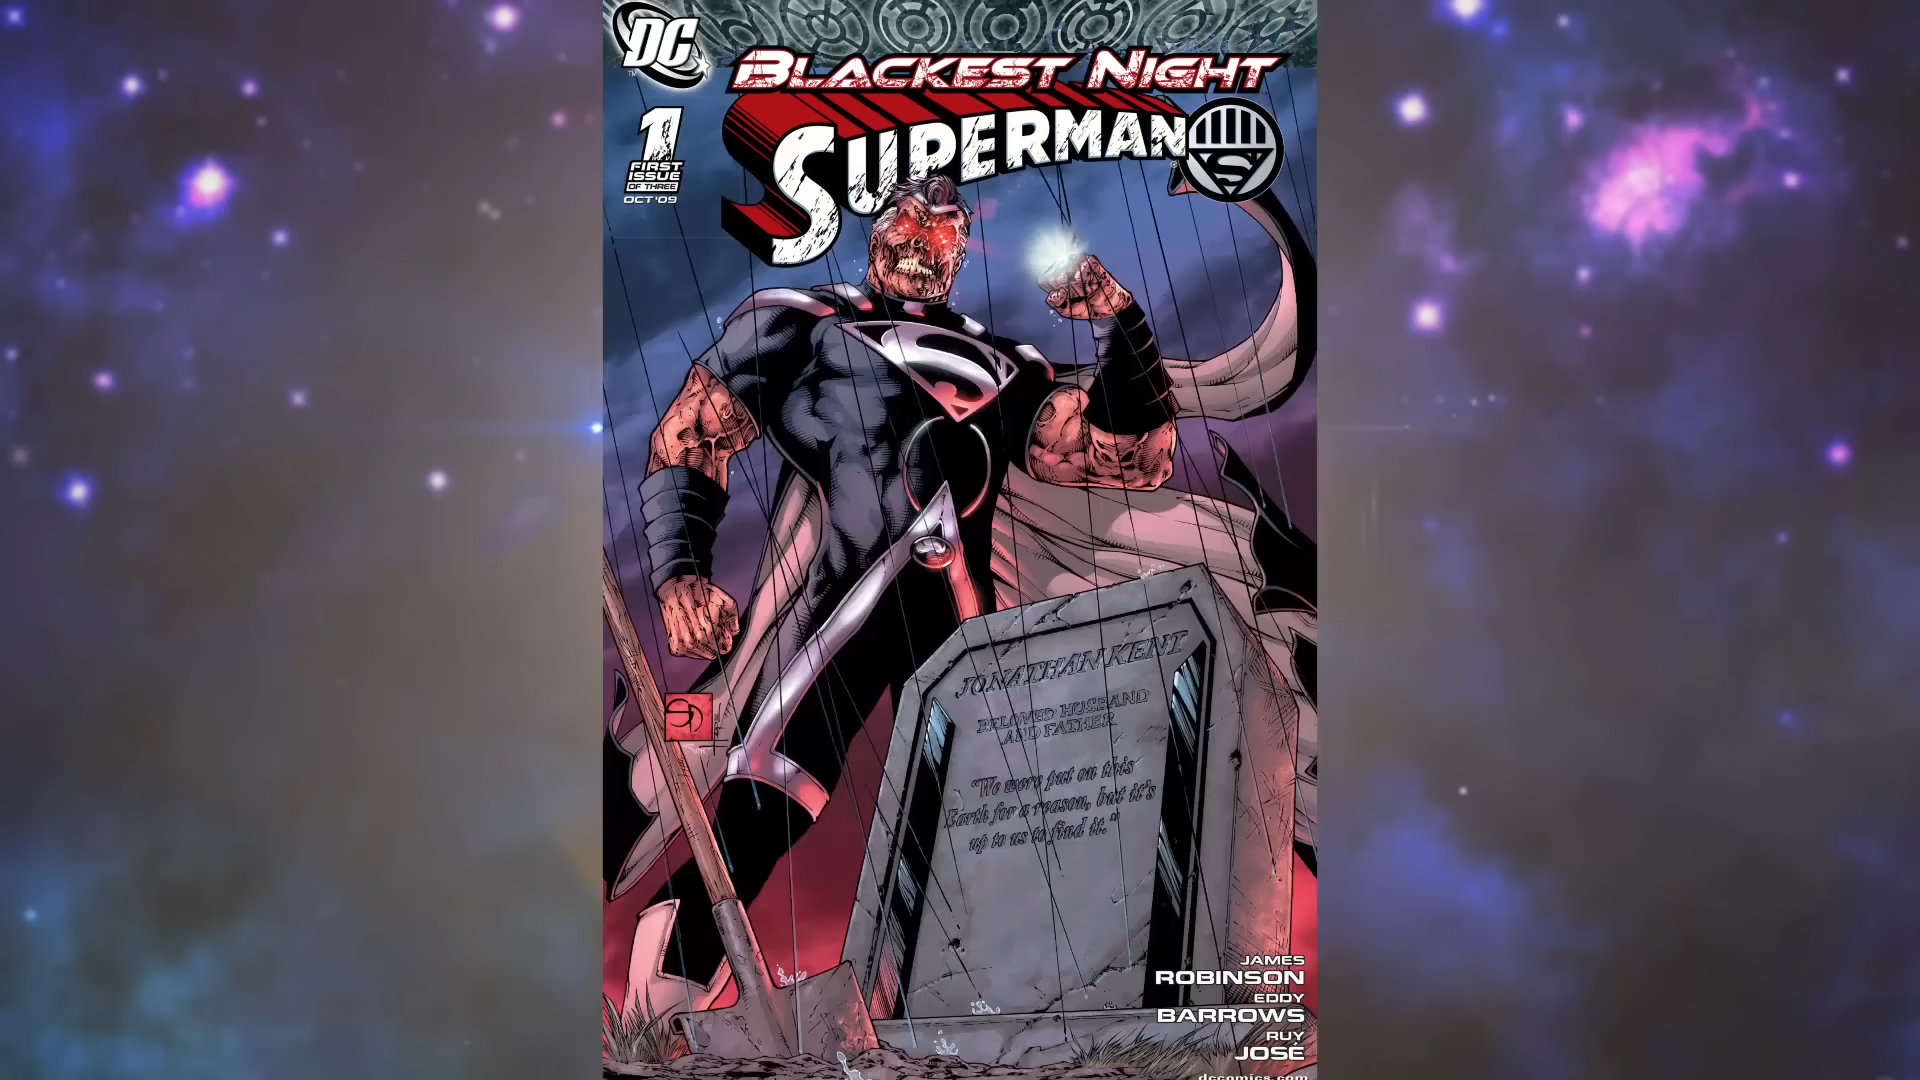 DC
TM
BLACKEST NIGHT
SUPERMAN
1
FIRST
ISSUE
OF THREE
OCT '09
JONATHAN KENT
BELOVED HUSBAND
AND FATHER
"We were put on this
Earth for a reason, but it's
up to us to find it."
JAMES
ROBINSON
EDDY
BARROWS
RUY
JOSÉ
dccomics.com